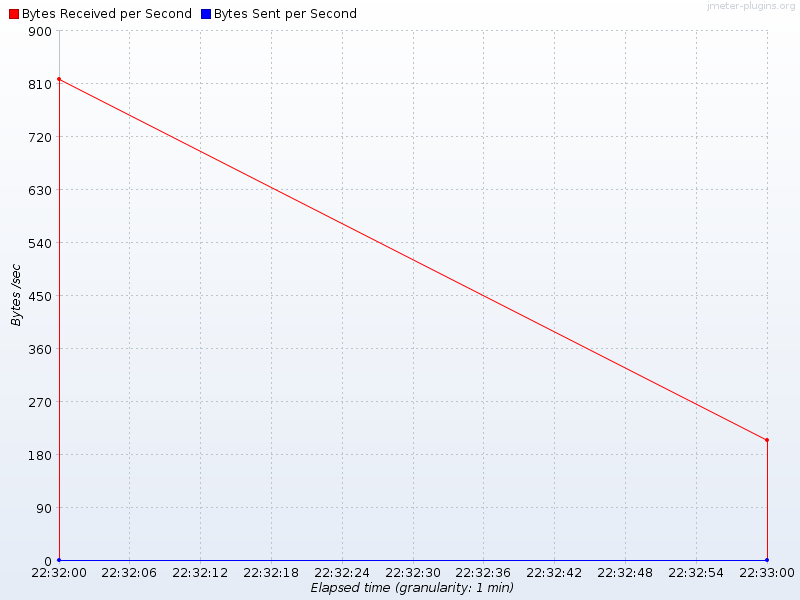 jmeter-plugins.org
Bytes Received per Second Bytes Sent per Second
900
810
720
630
540
450
360
270
180
90
0
Bytes /sec
22:32:00 22:32:06 22:32:12 22:32:18 22:32:24 22:32:30 22:32:36 22:32:42 22:32:48 22:32:54 22:33:00
Elapsed time (granularity: 1 min)